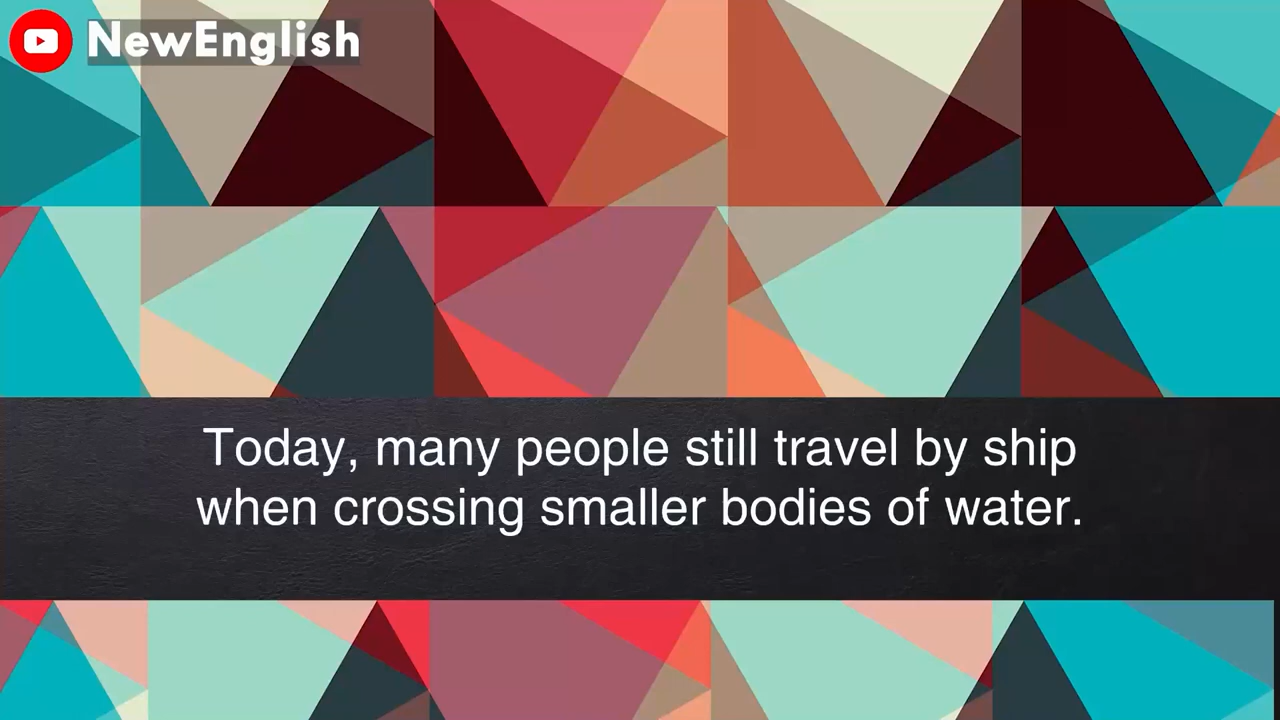 NewEnglish
Today, many people still travel by ship
when crossing smaller bodies of water.